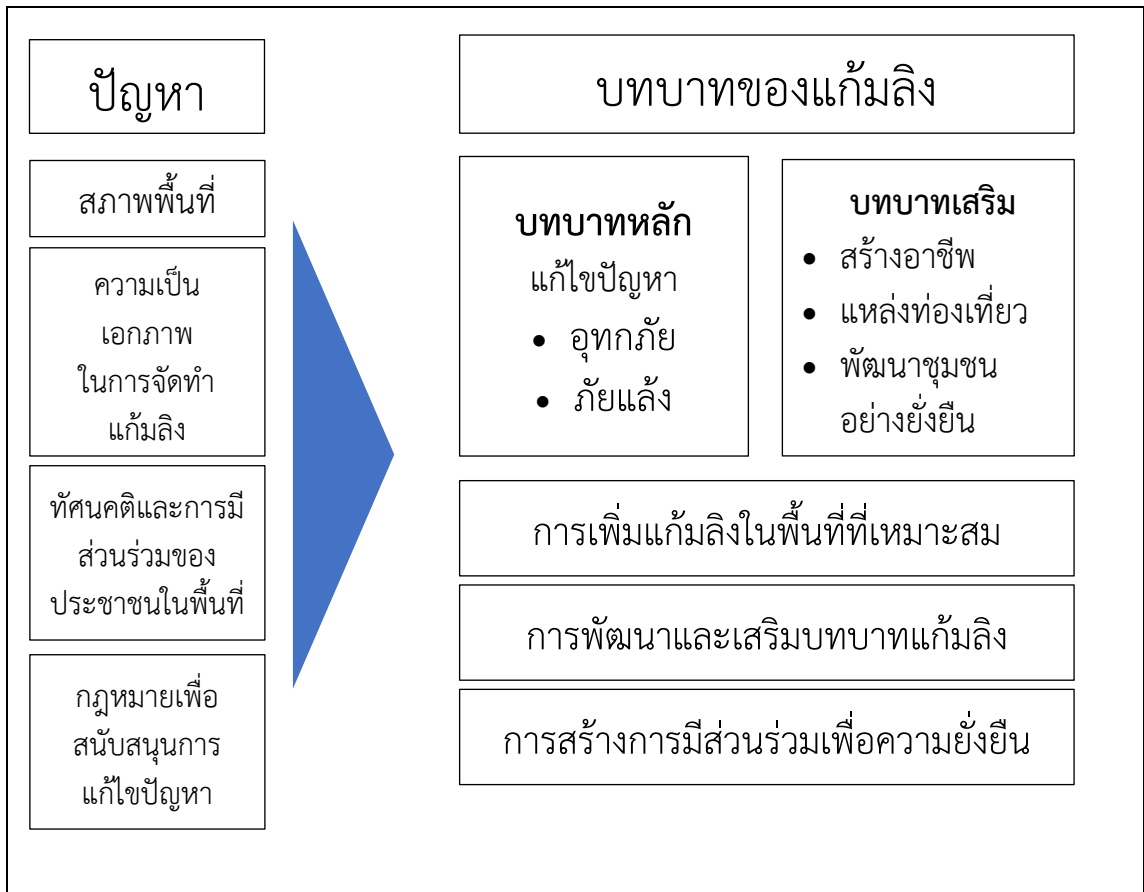 ปัญหา
สภาพพื้นที่
ความเป็น
เอกภาพ
ในการจัดทำ
แก้มลิง
ทัศนคติและการมี
ส่วนร่วมของ
ประชาชนในพื้นที่
กฎหมายเพื่อ
สนับสนุนการ
แก้ไขปัญหา
บทบาทของแก้มลิง
บทบาทหลัก
แก้ไขปัญหา
• อุทกภัย
• ภัยแล้ง
บทบาทเสริม
• สร้างอาชีพ
• แหล่งท่องเที่ยว
• พัฒนาชุมชน
อย่างยั่งยืน
การเพิ่มแก้มลิงในพื้นที่ที่เหมาะสม
การพัฒนาและเสริมบทบาทแก้มลิง
การสร้างการมีส่วนร่วมเพื่อความยั่งยืน